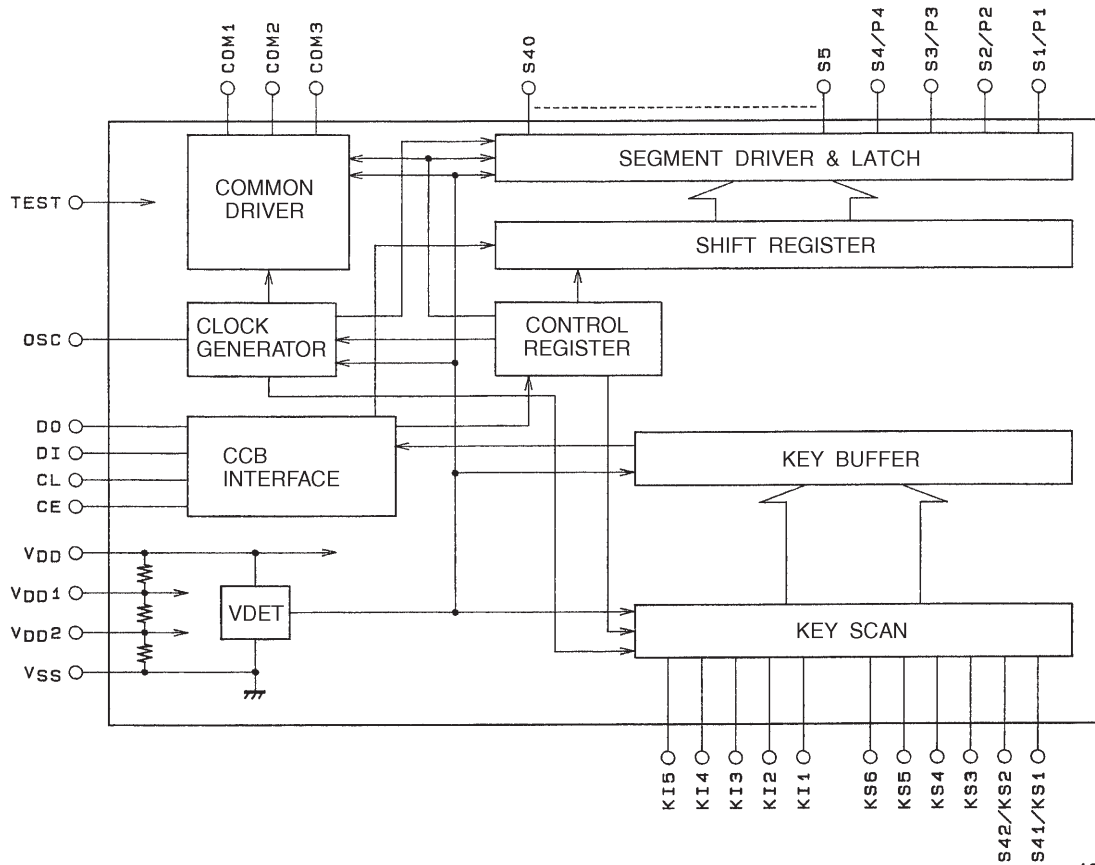 COM1
COM2
COM3
S40
S5
S4/P4
S3/P3
S2/P2
S1/P1
TEST
COMMON
DRIVER
SEGMENT DRIVER & LATCH
SHIFT REGISTER
OSC
CLOCK
GENERATOR
CONTROL
REGISTER
DO
DI
CL
CE
CCB
INTERFACE
KEY BUFFER
VDD
VDD1
VDD2
VSS
VDET
KEY SCAN
KI5
KI4
KI3
KI2
KI1
KS6
KS5
KS4
KS3
S42/KS2
S41/KS1